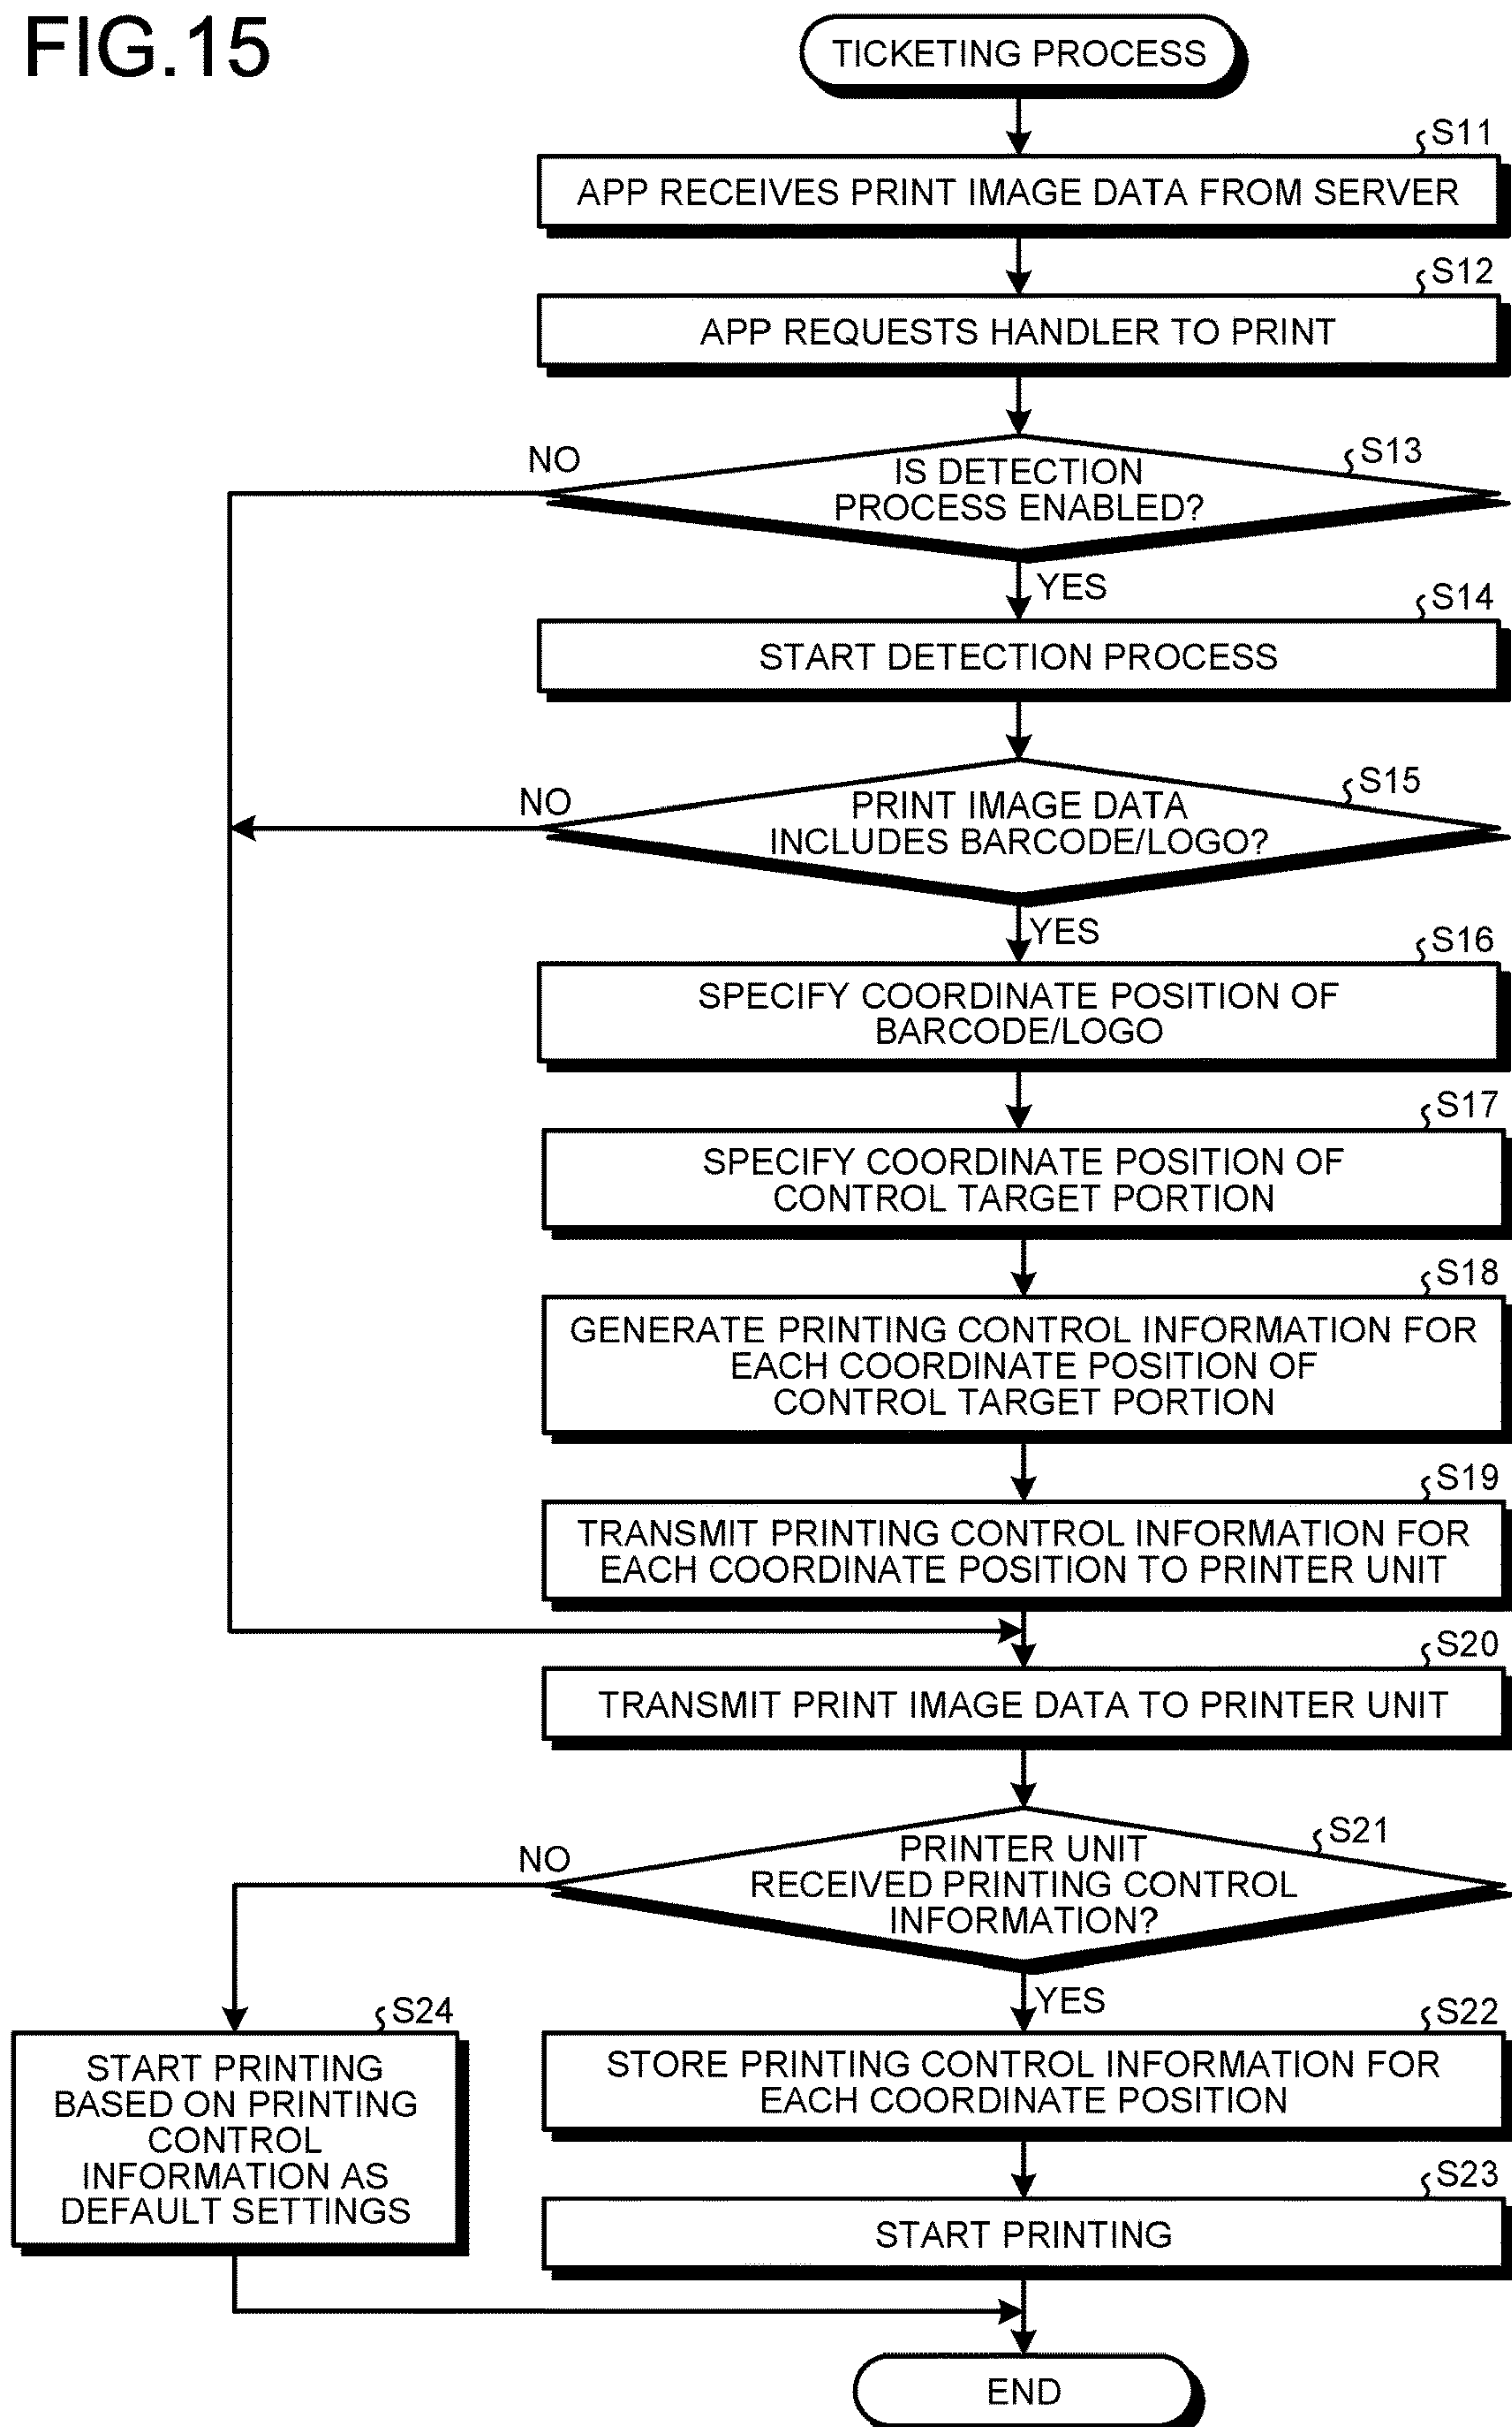 FIG.15
TICKETING PROCESS
S11
APP RECEIVES PRINT IMAGE DATA FROM SERVER
S12
APP REQUESTS HANDLER TO PRINT
S13
NO
IS DETECTION
PROCESS ENABLED?
YES
S14
START DETECTION PROCESS
S15
NO
PRINT IMAGE DATA
INCLUDES BARCODE/LOGO?
YES
S16
SPECIFY COORDINATE POSITION OF
BARCODE/LOGO
S17
SPECIFY COORDINATE POSITION OF
CONTROL TARGET PORTION
S18
GENERATE PRINTING CONTROL INFORMATION FOR
EACH COORDINATE POSITION OF
CONTROL TARGET PORTION
S19
TRANSMIT PRINTING CONTROL INFORMATION FOR
EACH COORDINATE POSITION TO PRINTER UNIT
S20
TRANSMIT PRINT IMAGE DATA TO PRINTER UNIT
S21
NO
PRINTER UNIT
RECEIVED PRINTING CONTROL
INFORMATION?
YES
S24
START PRINTING
BASED ON PRINTING
CONTROL
INFORMATION AS
DEFAULT SETTINGS
S22
STORE PRINTING CONTROL INFORMATION FOR
EACH COORDINATE POSITION
S23
START PRINTING
END